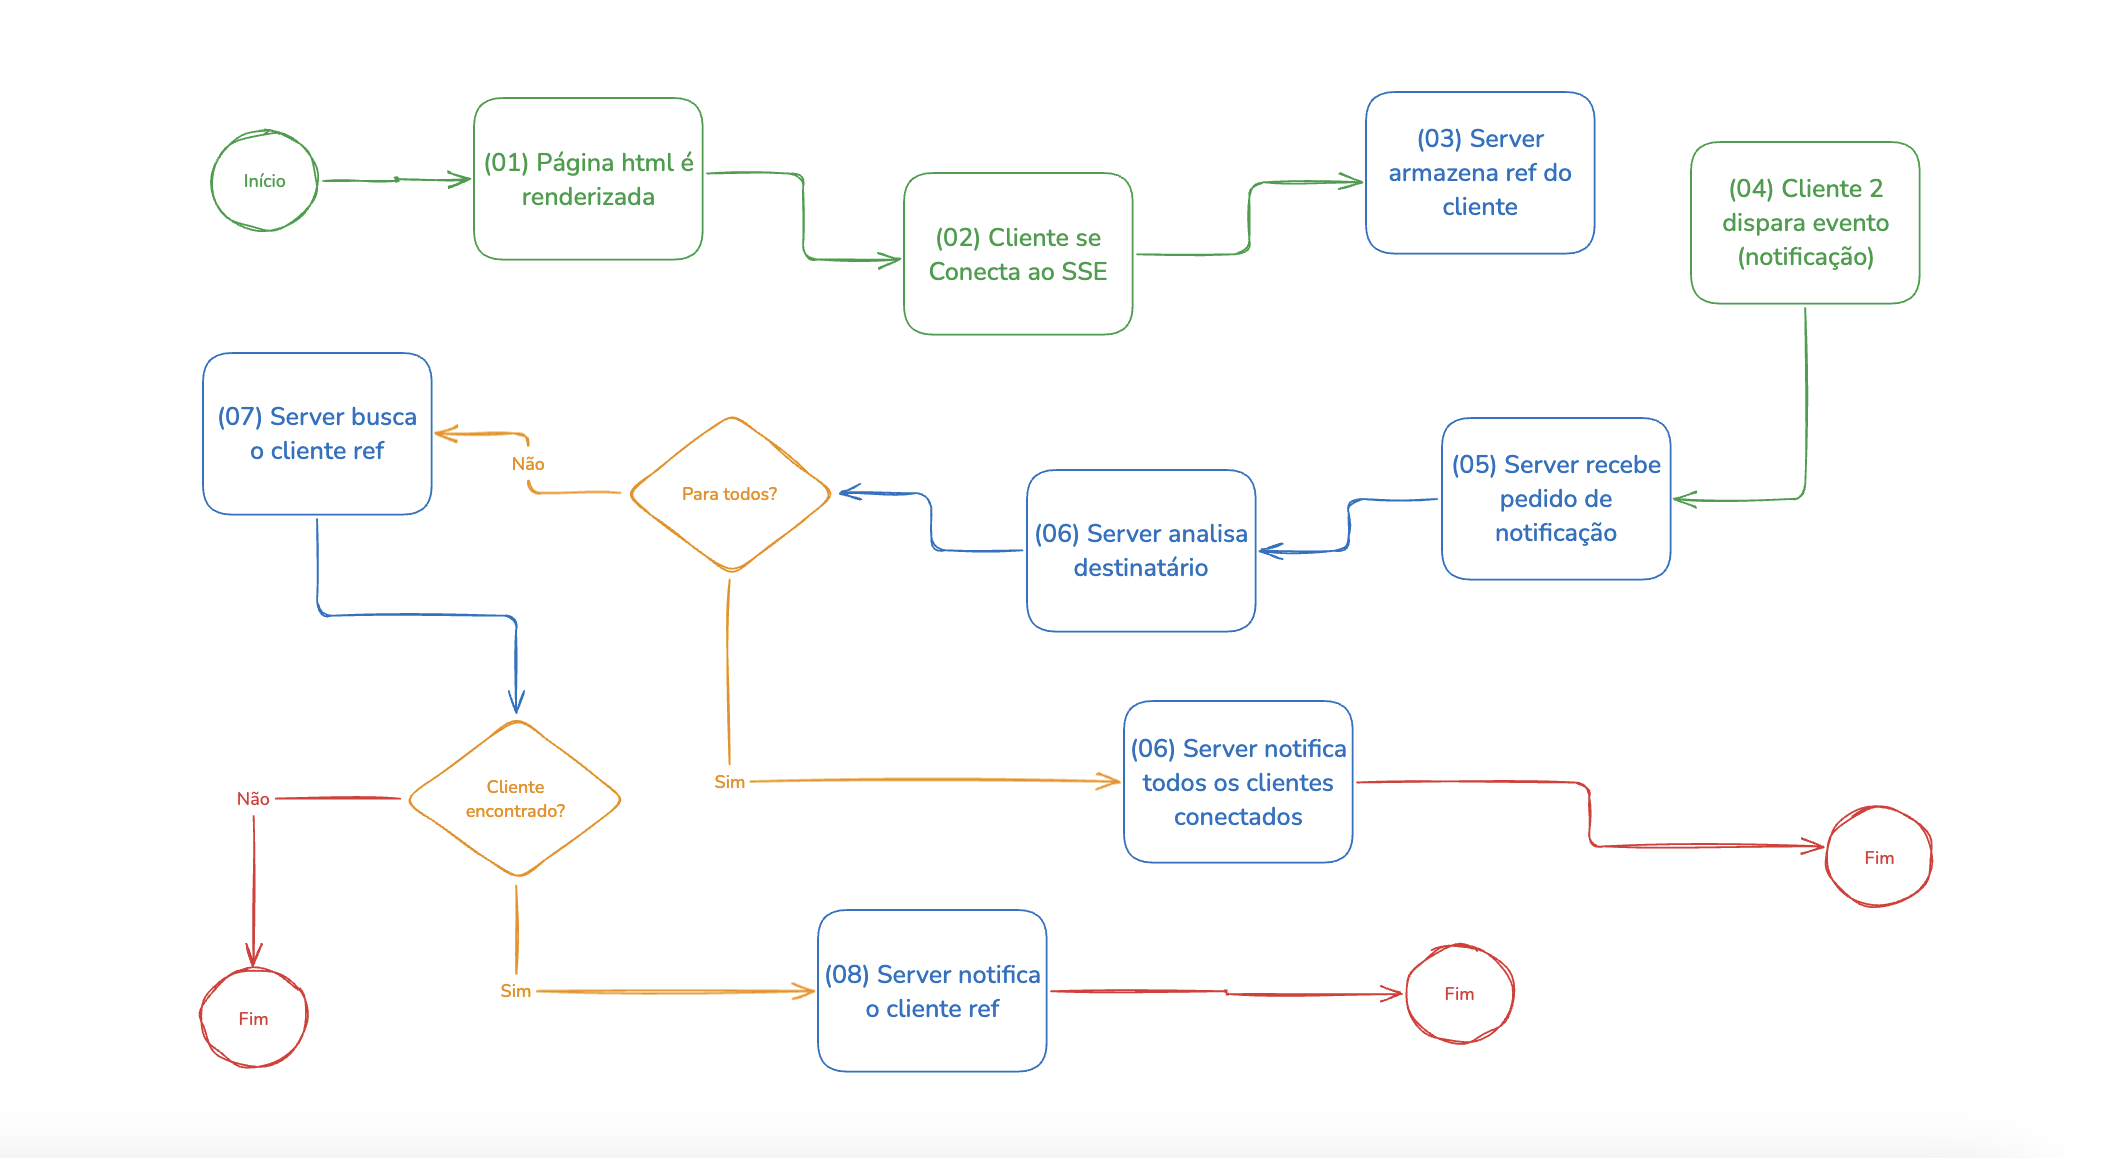 Início
(01) Página html é
renderizada
(02) Cliente se
Conecta ao SSE
(03) Server
armazena ref do
cliente
(04) Cliente 2
dispara evento
(notificação)
(05) Server recebe
pedido de
notificação
(06) Server analisa
destinatário
Para todos?
Não
(07) Server busca
o cliente ref
Sim
(06) Server notifica
todos os clientes
conectados
Fim
Cliente
encontrado?
Não
Fim
Sim
(08) Server notifica
o cliente ref
Fim